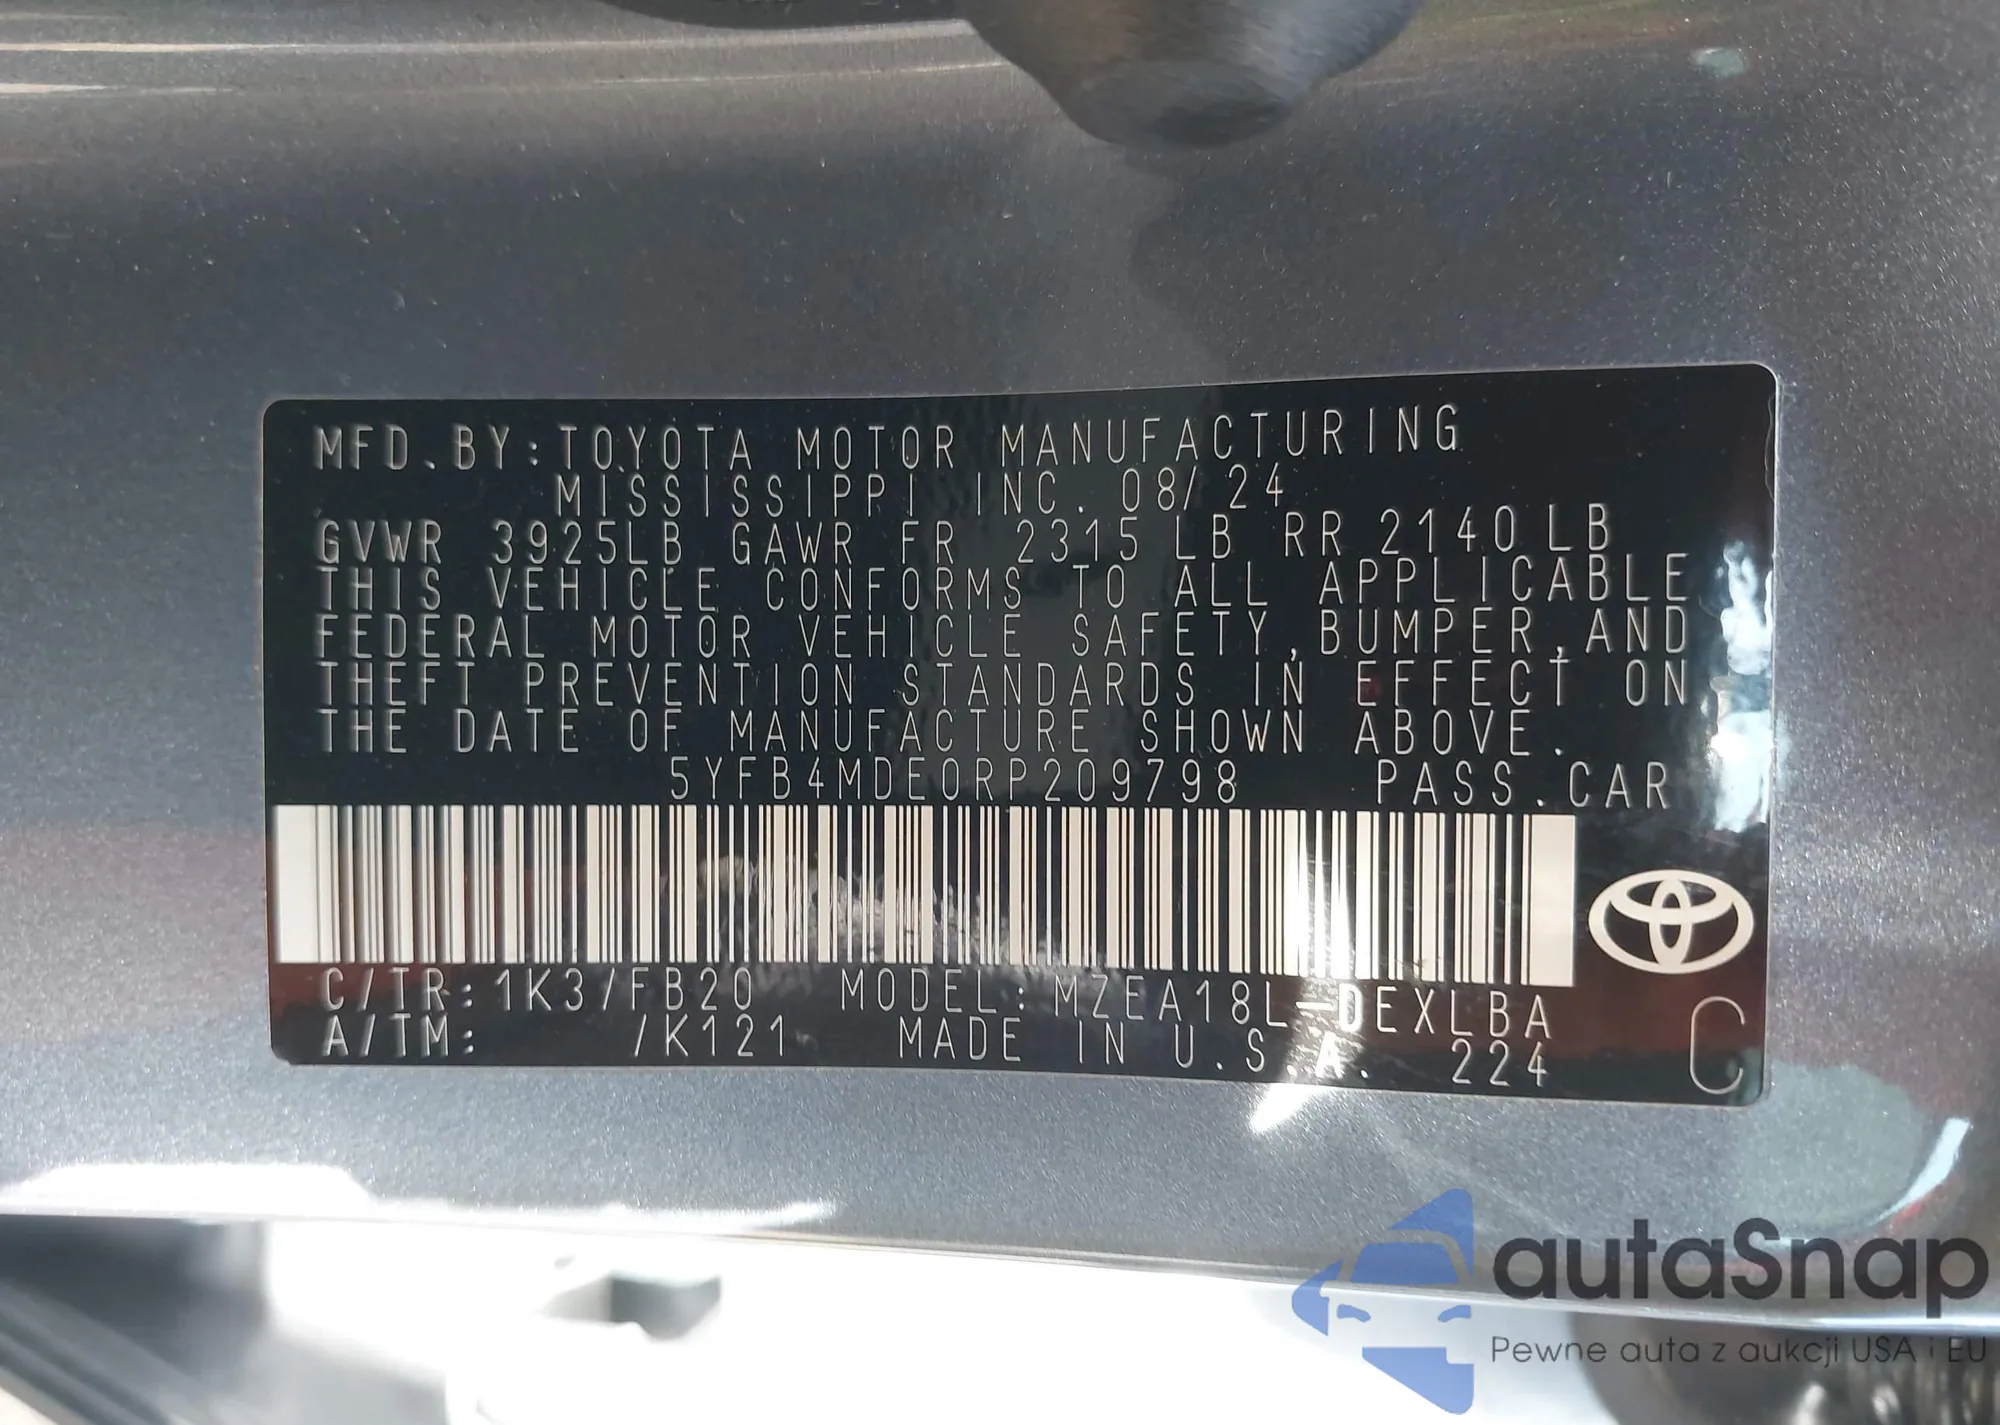 MFD.BY:TOYOTA MOTOR MANUFACTURING
MISSISSIPPI INC. 08/24
GVWR 3925LB GAWR FR 2315LB RR 2140LB
THIS VEHICLE CONFORMS TO ALL APPLICABLE
FEDERAL MOTOR VEHICLE SAFETY,BUMPER,AND
THEFT PREVENTION STANDARDS IN EFFECT ON
THE DATE OF MANUFACTURE SHOWN ABOVE.
5YFB4MDE0RP209798 PASS.CAR
C/TR:1K3/FB20 MODEL:MZEA18L-DEXLBA
A/TM: /K121 MADE IN U.S.A. 224
C
autaSnap
Pewne auta z aukcji USA i EU